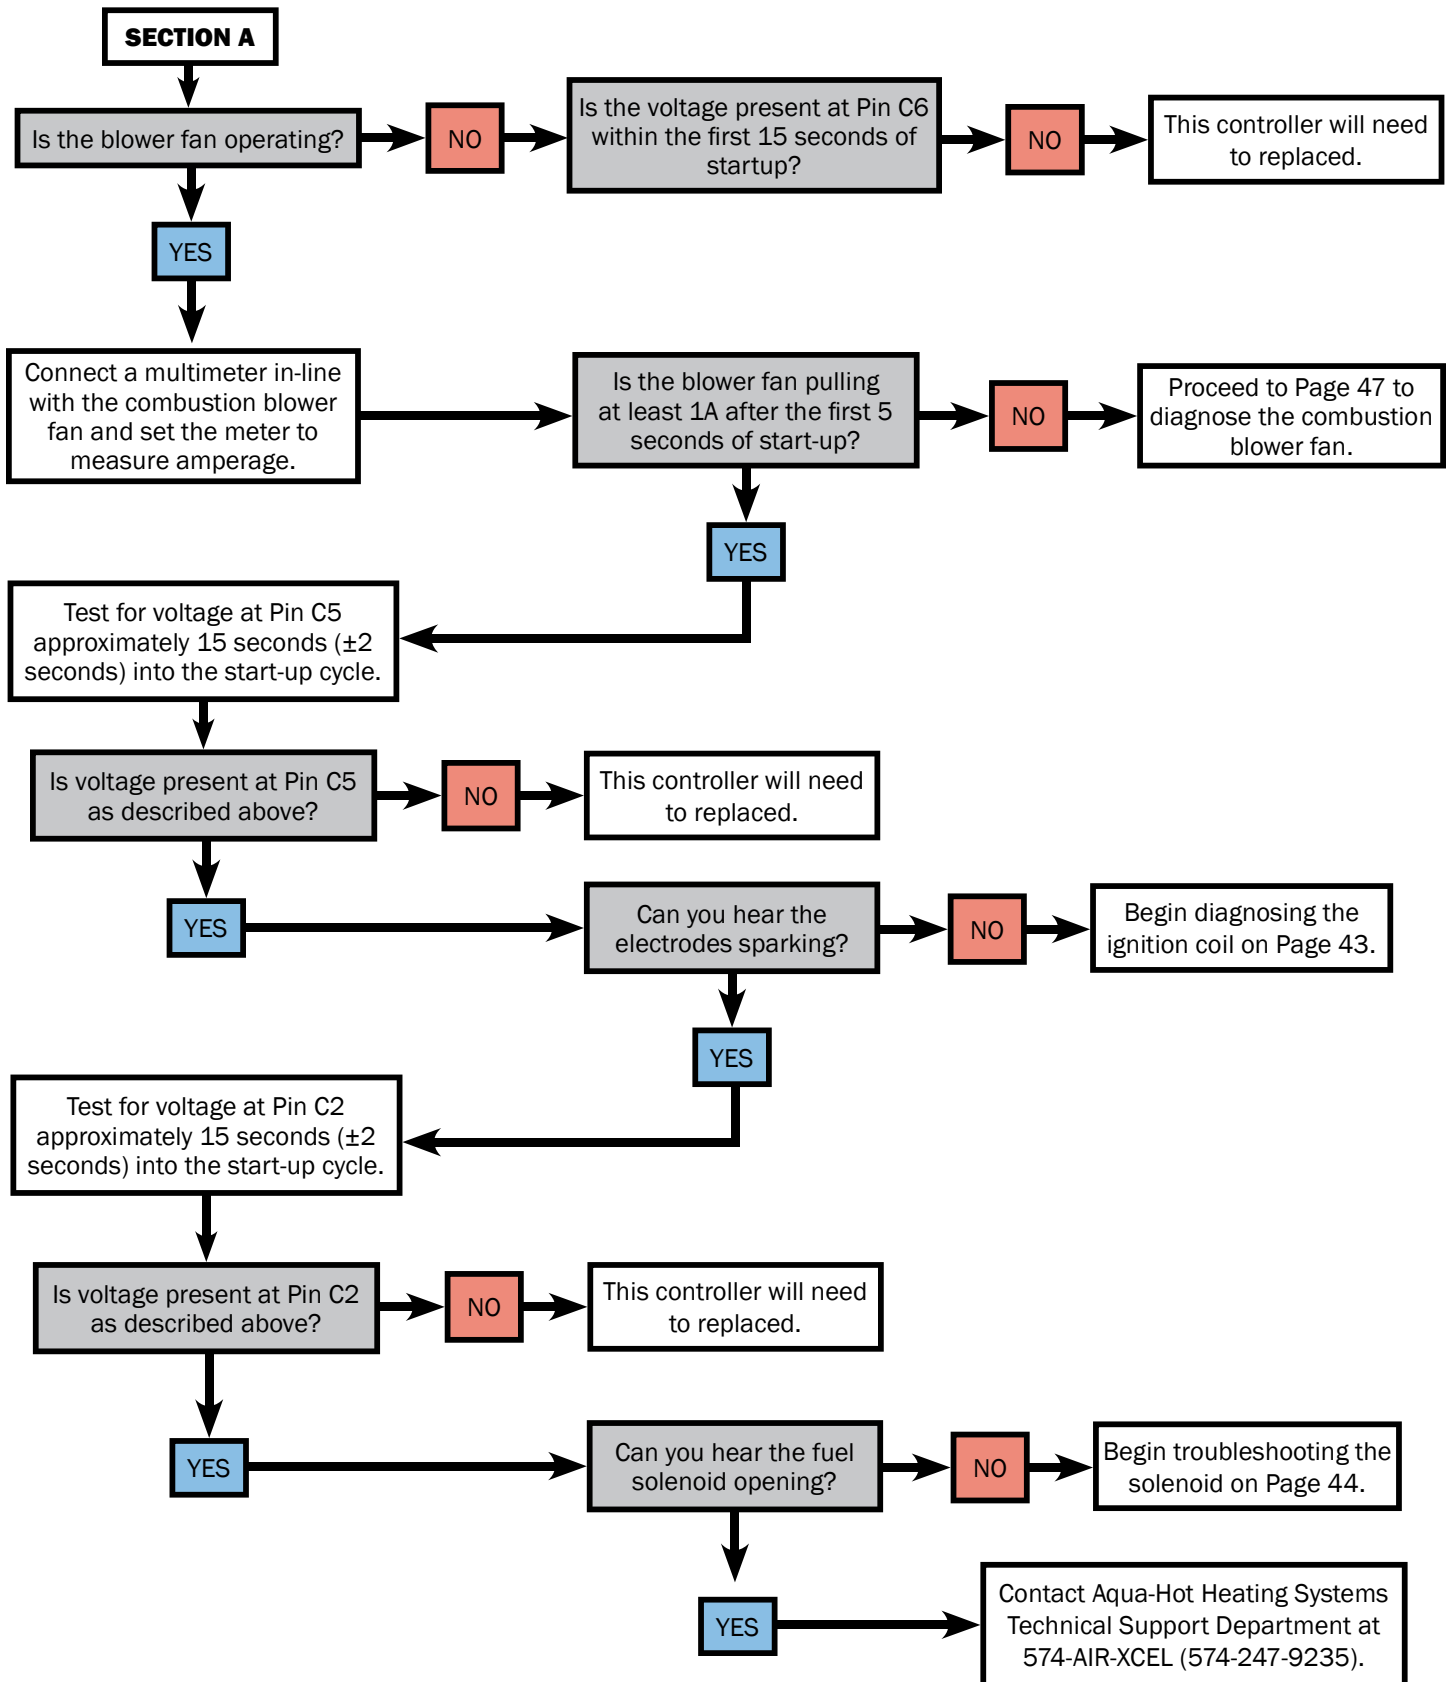 SECTION A
Is the blower fan operating?
NO
Is the voltage present at Pin C6
within the first 15 seconds of
startup?
NO
This controller will need
to replaced.
YES
Connect a multimeter in-line
with the combustion blower
fan and set the meter to
measure amperage.
Is the blower fan pulling
at least 1A after the first 5
seconds of start-up?
NO
Proceed to Page 47 to
diagnose the combustion
blower fan.
YES
Test for voltage at Pin C5
approximately 15 seconds (±2
seconds) into the start-up cycle.
Is voltage present at Pin C5
as described above?
NO
This controller will need
to replaced.
YES
Can you hear the
electrodes sparking?
NO
Begin diagnosing the
ignition coil on Page 43.
YES
Test for voltage at Pin C2
approximately 15 seconds (±2
seconds) into the start-up cycle.
Is voltage present at Pin C2
as described above?
NO
This controller will need
to replaced.
YES
Can you hear the fuel
solenoid opening?
NO
Begin troubleshooting the
solenoid on Page 44.
YES
Contact Aqua-Hot Heating Systems
Technical Support Department at
574-AIR-XCEL (574-247-9235).